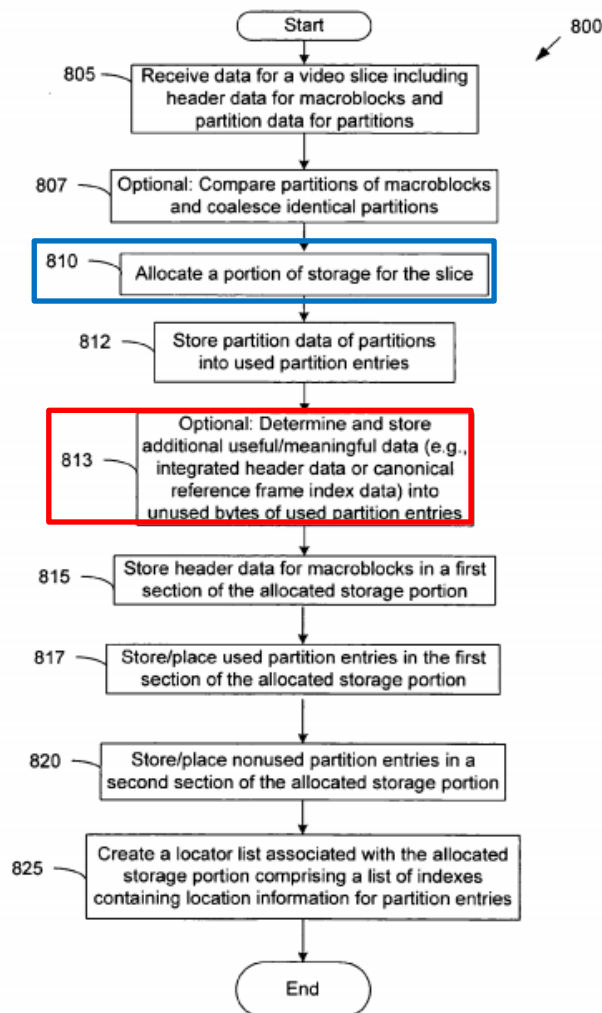 Start
800
805
Receive data for a video slice including
header data for macroblocks and
partition data for partitions
807
Optional: Compare partitions of macroblocks
and coalesce identical partitions
810
Allocate a portion of storage for the slice
812
Store partition data of partitions
into used partition entries
813
Optional: Determine and store
additional useful/meaningful data (e.g.,
integrated header data or canonical
reference frame index data) into
unused bytes of used partition entries
815
Store header data for macroblocks in a first
section of the allocated storage portion
817
Store/place used partition entries in the first
section of the allocated storage portion
820
Store/place nonused partition entries in a
second section of the allocated storage portion
825
Create a locator list associated with the allocated
storage portion comprising a list of indexes
containing location information for partition entries
End